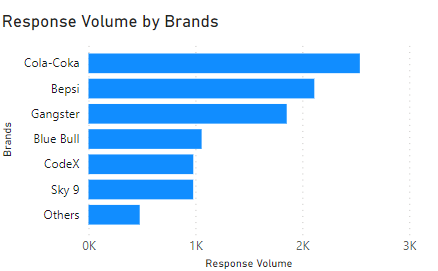 Response Volume by Brands
Brands
Cola-Coka
Bepsi
Gangster
Blue Bull
CodeX
Sky 9
Others
0K 1K 2K 3K
Response Volume